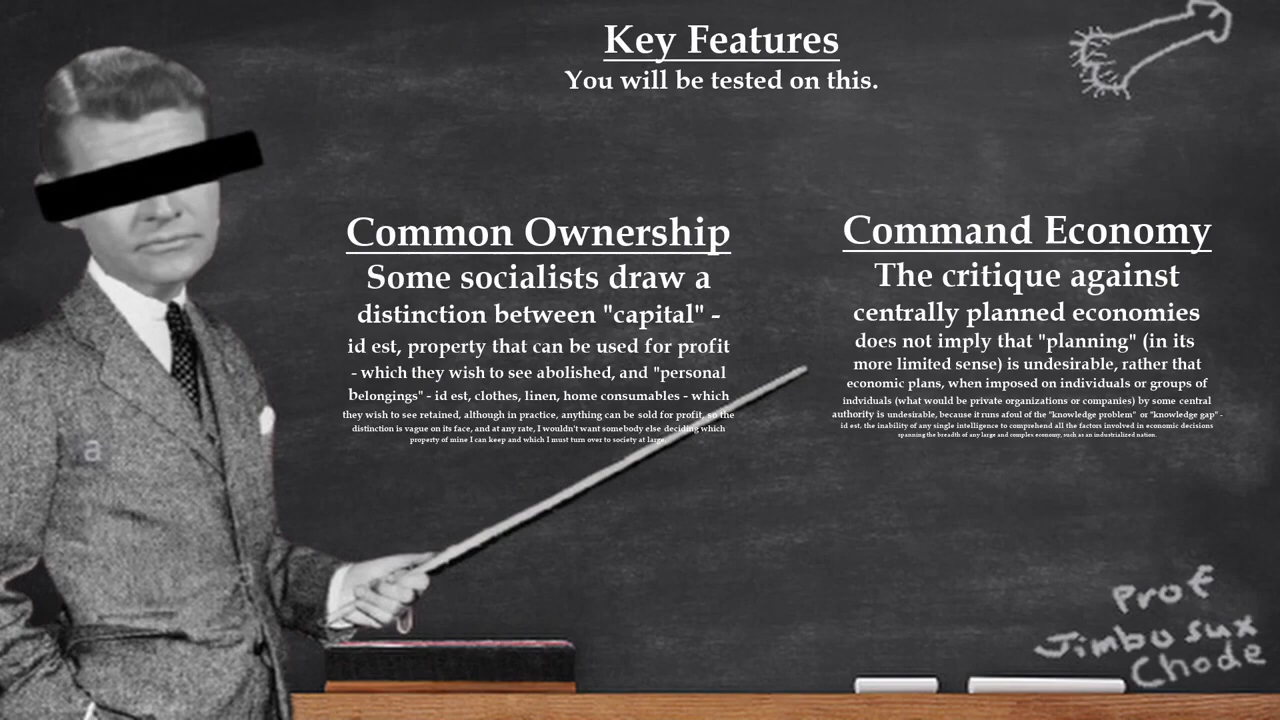 Key Features
You will be tested on this.
Common Ownership
Some socialists draw a
distinction between "capital" -
id est, property that can be used for profit
- which they wish to see abolished, and "personal
belongings" - id est, clothes, linen, home consumables - which
they wish to see retained, although in practice, anything can be sold for profit, so the
distinction is vague on its face, and at any rate, I wouldn't want somebody else deciding which
property of mine I can keep and which I must turn over to society at large.
Command Economy
The critique against
centrally planned economies
does not imply that "planning" (in its
more limited sense) is undesirable, rather that
economic plans, when imposed on individuals or groups of
indviduals (what would be private organizations or companies) by some central
authority is undesirable, because it runs afoul of the "knowledge problem" or "knowledge gap" -
id est, the inability of any single intelligence to comprehend all the factors involved in economic decisions
spanning the breadth of any large and complex economy, such as an industrialized nation.
a
Prof
Jimbo sux
Chode